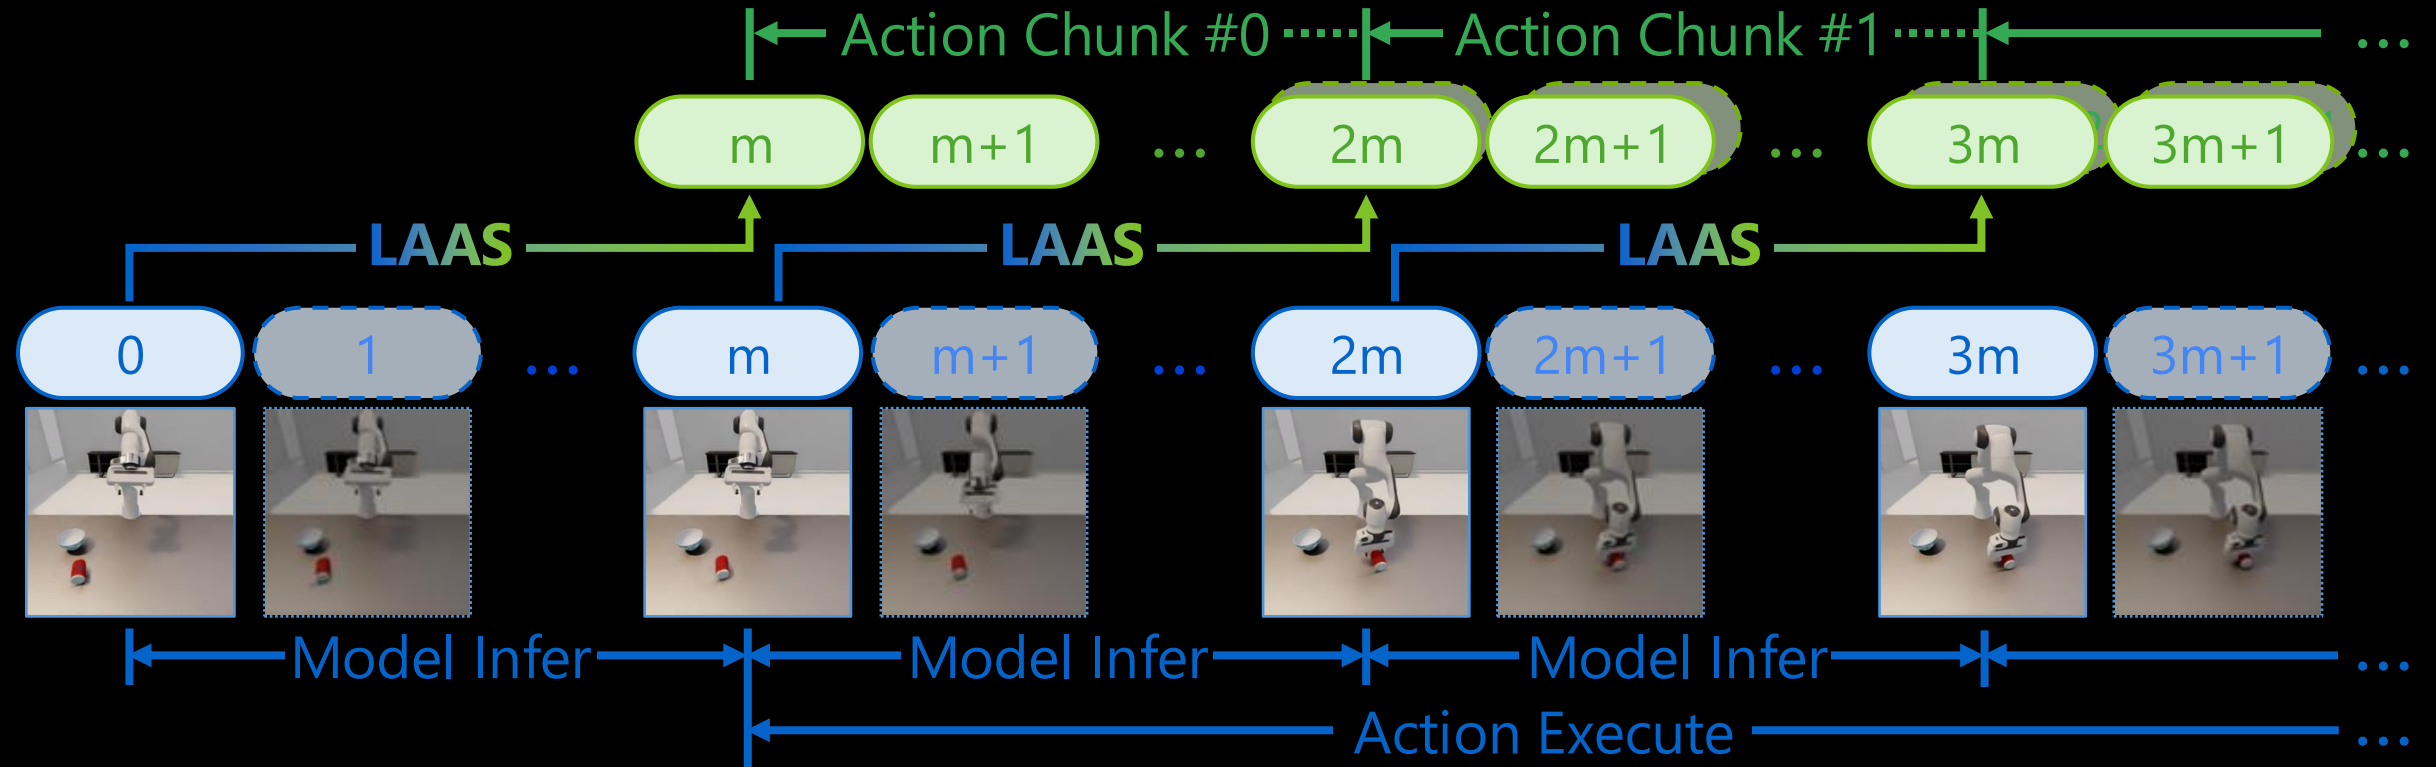 Action Chunk #0 Action Chunk #1 ...
m m+1 ... 2m 2m+1 ... 3m 3m+1 ...
LAAS LAAS LAAS
0 1 ... m m+1 ... 2m 2m+1 ... 3m 3m+1 ...
Model Infer Model Infer Model Infer ...
Action Execute ...